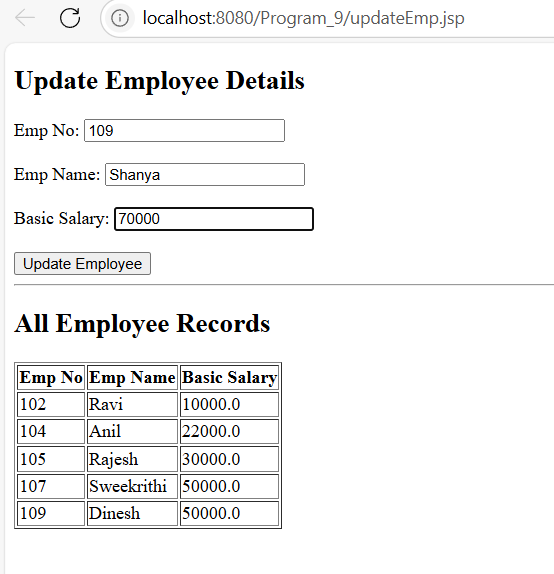 localhost:8080/Program_9/updateEmp.jsp
Update Employee Details
Emp No: 109
Emp Name: Shanya
Basic Salary: 70000
Update Employee
All Employee Records
Emp No Emp Name Basic Salary
102 Ravi 10000.0
104 Anil 22000.0
105 Rajesh 30000.0
107 Sweekrithi 50000.0
109 Dinesh 50000.0